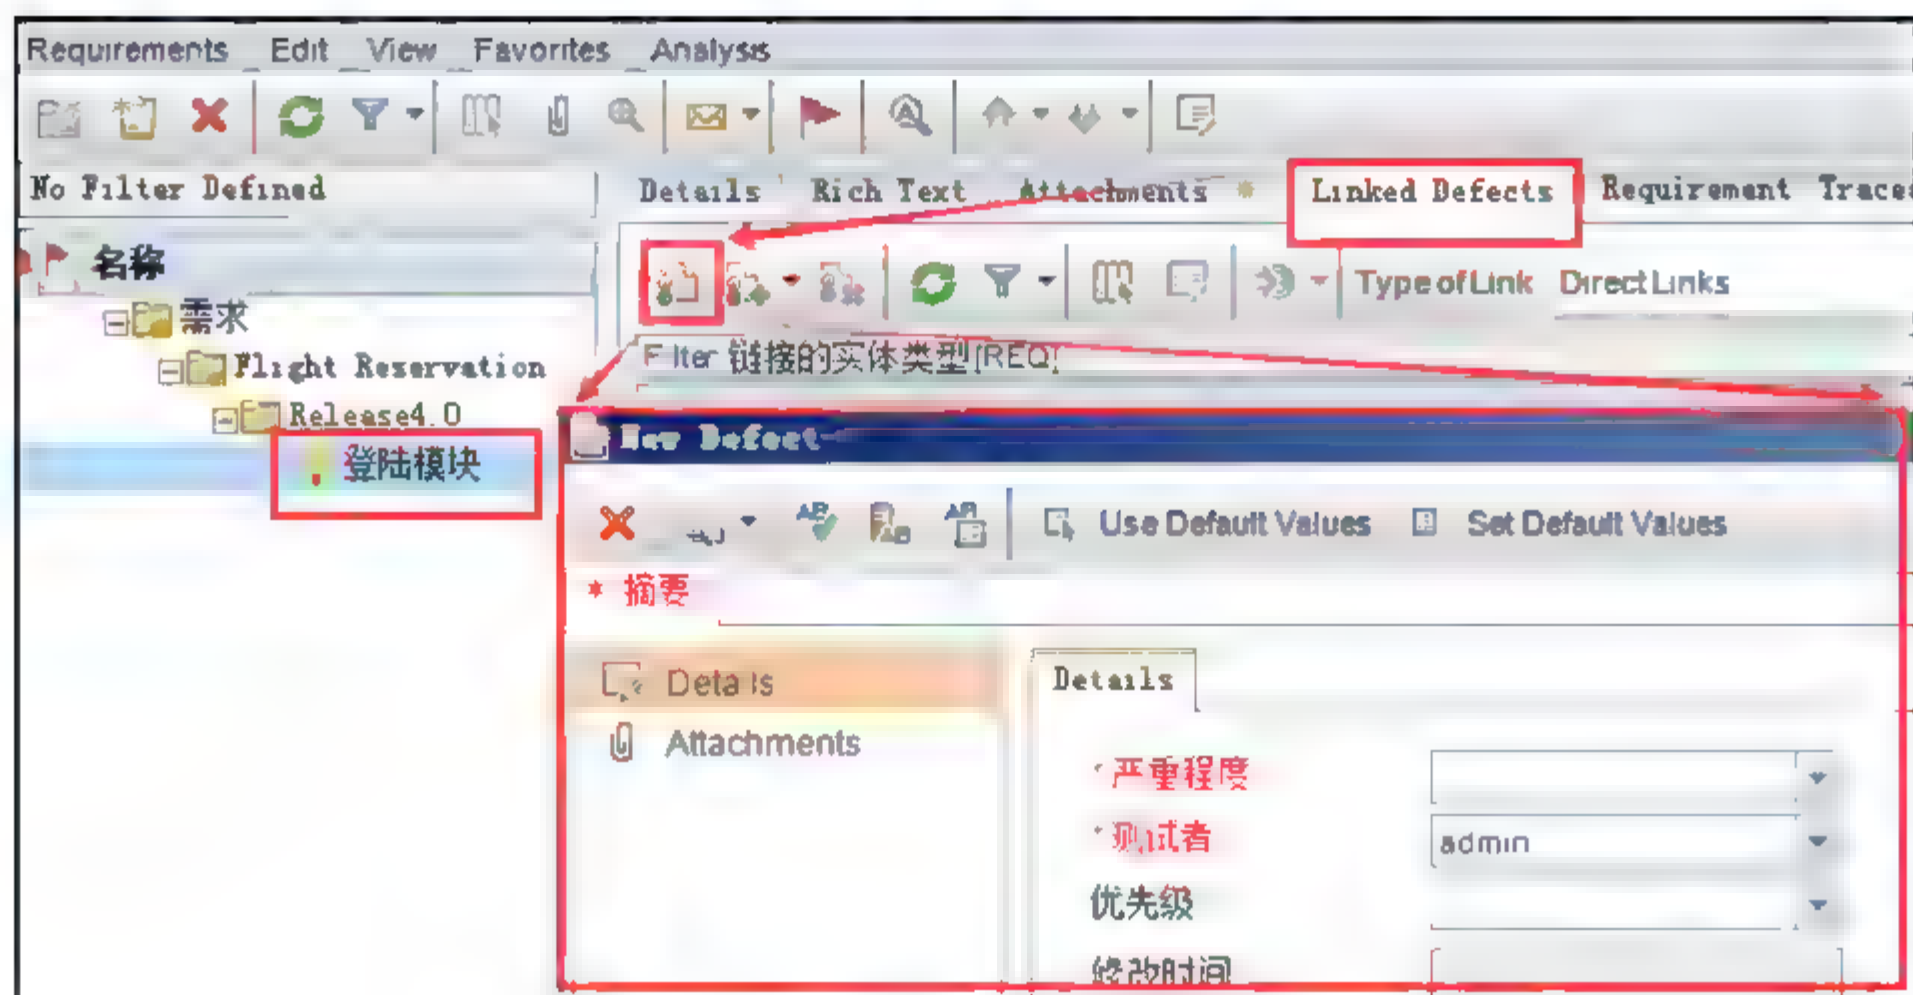 Requirements Edit View Favorites Analysis
No Filter Defined
Details Rich Text Attachments Linked Defects Requirement
名称
Type of Link Direct Links
需求
Filter 链接的实体类型[REQ]
Flight Reservation
Release4.0
New Defect
登陆模块
Use Default Values Set Default Values
* 摘要
Details
Details
Attachments
*严重程度
*测试者 admin
优先级
修改时间